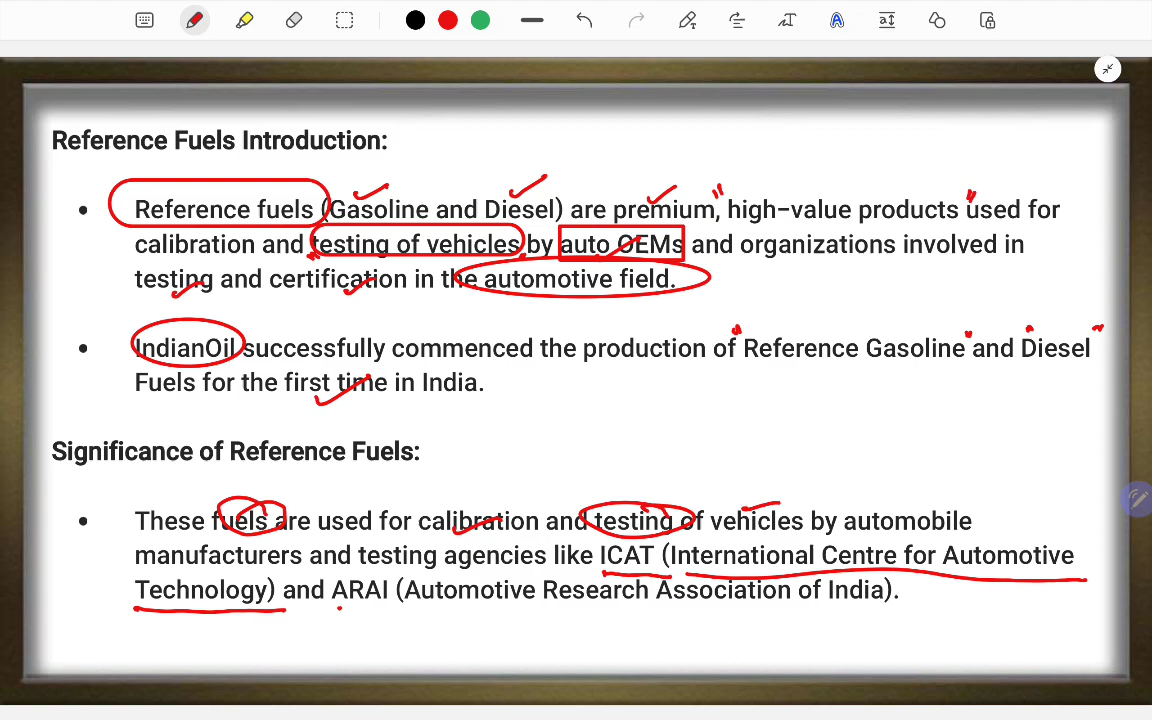 Reference Fuels Introduction:
• Reference fuels (Gasoline and Diesel) are premium, high-value products used for
calibration and testing of vehicles by auto OEMs and organizations involved in
testing and certification in the automotive field.
• IndianOil successfully commenced the production of Reference Gasoline and Diesel
Fuels for the first time in India.
Significance of Reference Fuels:
• These fuels are used for calibration and testing of vehicles by automobile
manufacturers and testing agencies like ICAT (International Centre for Automotive
Technology) and ARAI (Automotive Research Association of India).